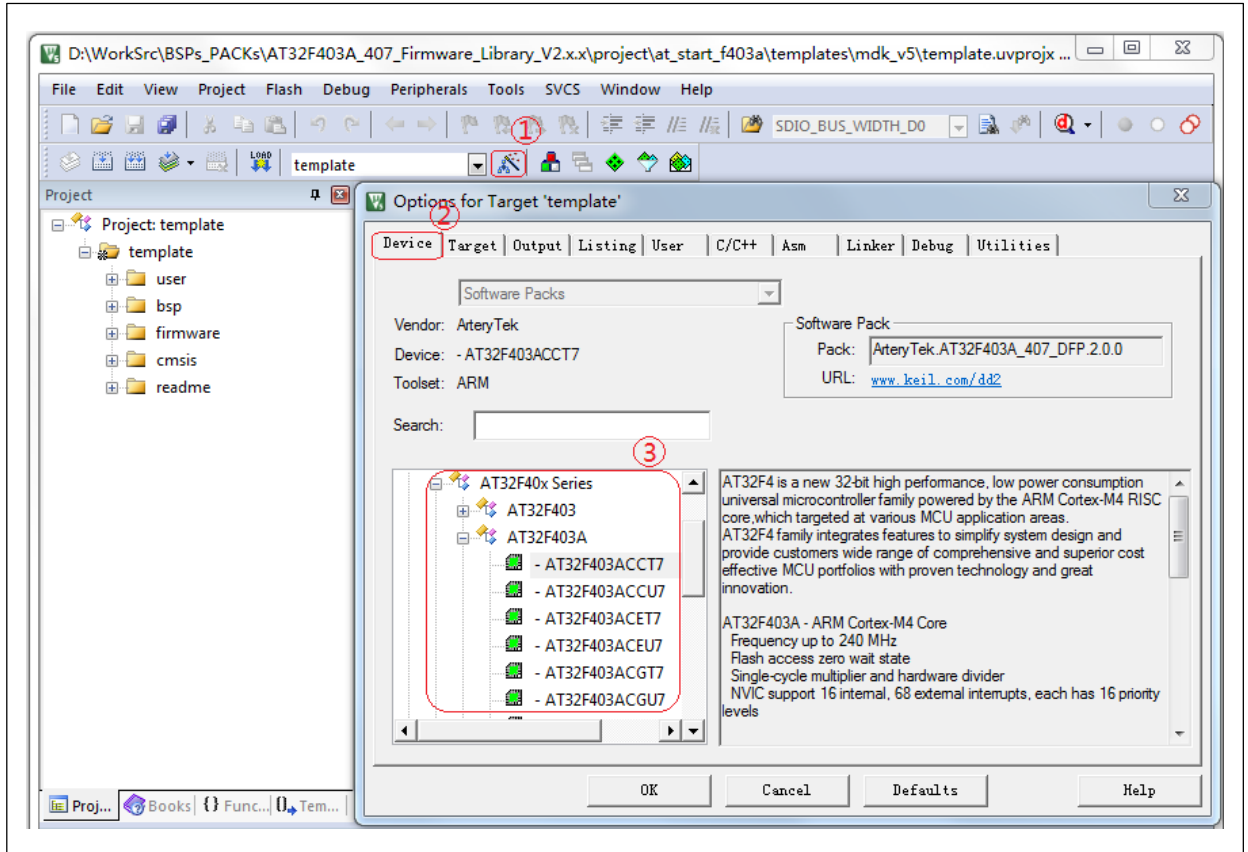 D:\WorkSrc\BSPs_PACKs\AT32F403A_407_Firmware_Library_V2.x.x\project\at_start_f403a\templates\mdk_v5\template.uvprojx ...
File Edit View Project Flash Debug Peripherals Tools SVCS Window Help
①
SDIO_BUS_WIDTH_D0
LOAD
template
Project
Project: template
template
user
bsp
firmware
cmsis
readme
Proj... Books {} Func... Tem...
Options for Target 'template'
②
Device Target Output Listing User C/C++ Asm Linker Debug Utilities
Software Packs
Vendor: ArteryTek
Device: - AT32F403ACCT7
Toolset: ARM
Search:
Software Pack
Pack: ArteryTek.AT32F403A_407_DFP.2.0.0
URL: www.keil.com/dd2
③
AT32F40x Series
AT32F403
AT32F403A
- AT32F403ACCT7
- AT32F403ACCU7
- AT32F403ACET7
- AT32F403ACEU7
- AT32F403ACGT7
- AT32F403ACGU7
AT32F4 is a new 32-bit high perfomance, low power consumption
universal microcontroller family powered by the ARM Cortex-M4 RISC
core,which targeted at various MCU application areas.
AT32F4 family integrates features to simplify system design and
provide customers wide range of comprehensive and superior cost
effective MCU portfolios with proven technology and great
innovation.
AT32F403A - ARM Cortex-M4 Core
Frequency up to 240 MHz
Flash access zero wait state
Single-cycle multiplier and hardware divider
NVIC support 16 internal, 68 external interrupts, each has 16 priority
levels
OK Cancel Defaults Help